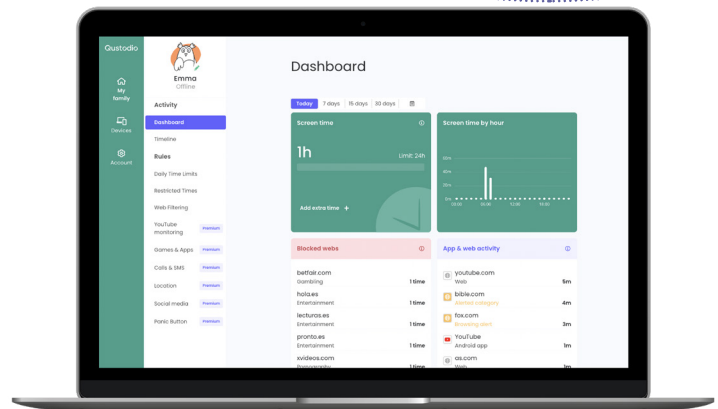 Qustodio
My
family
Devices
Account
Emma
Offline
Activity
Dashboard
Timeline
Rules
Daily Time Limits
Restricted Times
Web Filtering
YouTube
monitoring
Premium
Games & Apps Premium
Calls & SMS Premium
Location Premium
Social media Premium
Panic Button Premium
Dashboard
Today 7 days 15 days 30 days
Screen time
1h Limit: 24h
Add extra time +
Screen time by hour
Blocked webs
betfair.com
Gambling 1 time
hola.es
Entertainment 1 time
lecturas.es
Entertainment 1 time
pronto.es
Entertainment 1 time
xvideos.com
Pornography 1 time
App & web activity
youtube.com
Web 5m
bible.com
Alerted category 4m
fox.com
Browsing alert 3m
YouTube
Android app 1m
as.com
Web 1m